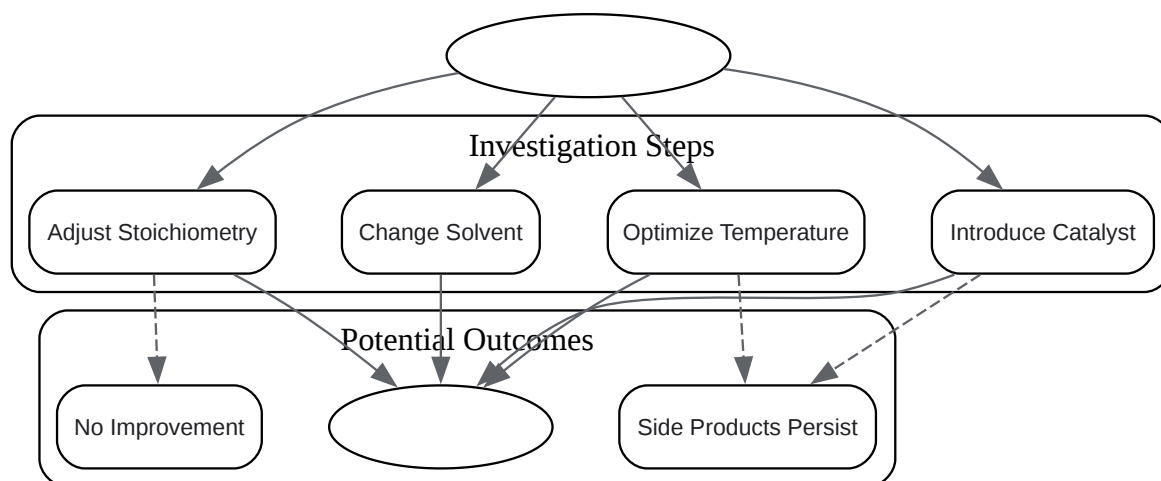 Investigation Steps
Adjust Stoichiometry
Change Solvent
Optimize Temperature
Introduce Catalyst
Potential Outcomes
No Improvement
Side Products Persist